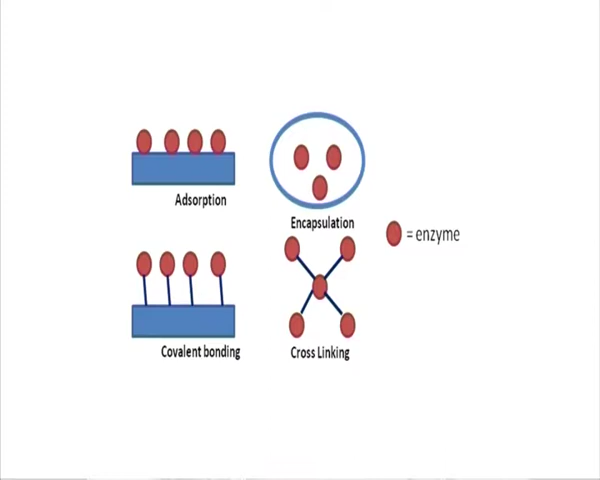 Adsorption
Encapsulation
= enzyme
Covalent bonding
Cross Linking